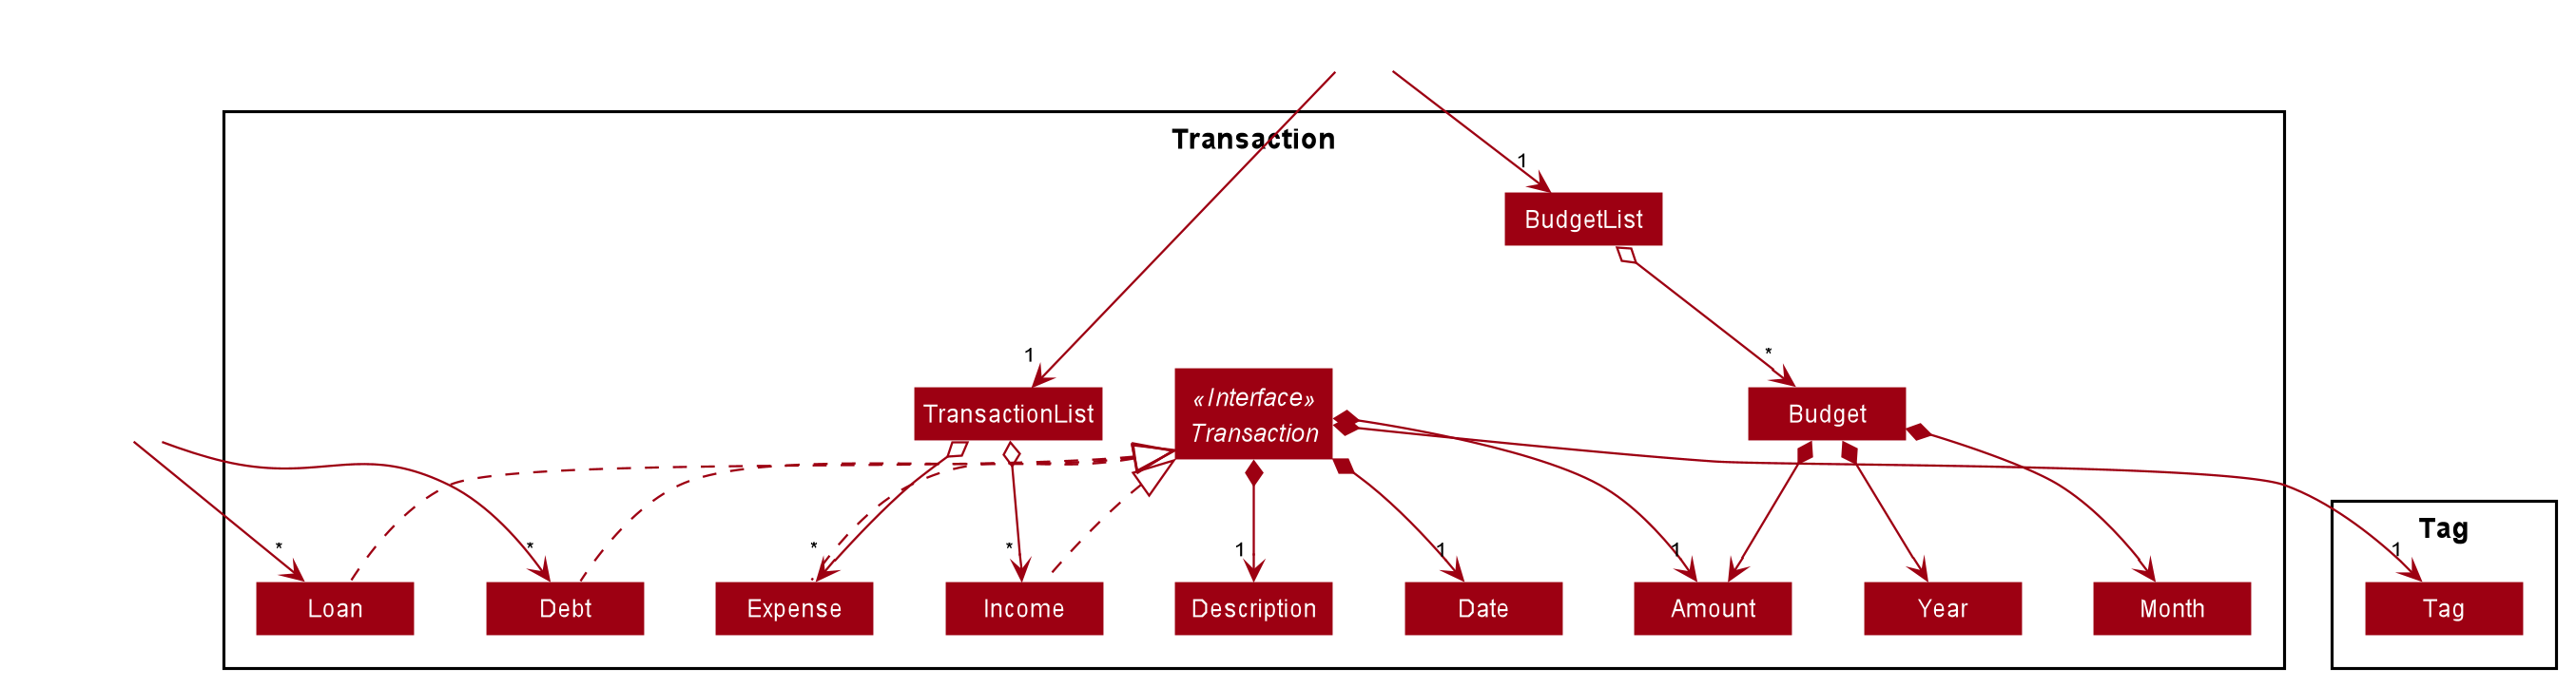 Transaction
1
BudgetList
1
*
TransactionList
«Interface»
Transaction
Budget
Tag
*
*
*
*
1
1
1
1
Loan
Debt
Expense
Income
Description
Date
Amount
Year
Month
Tag